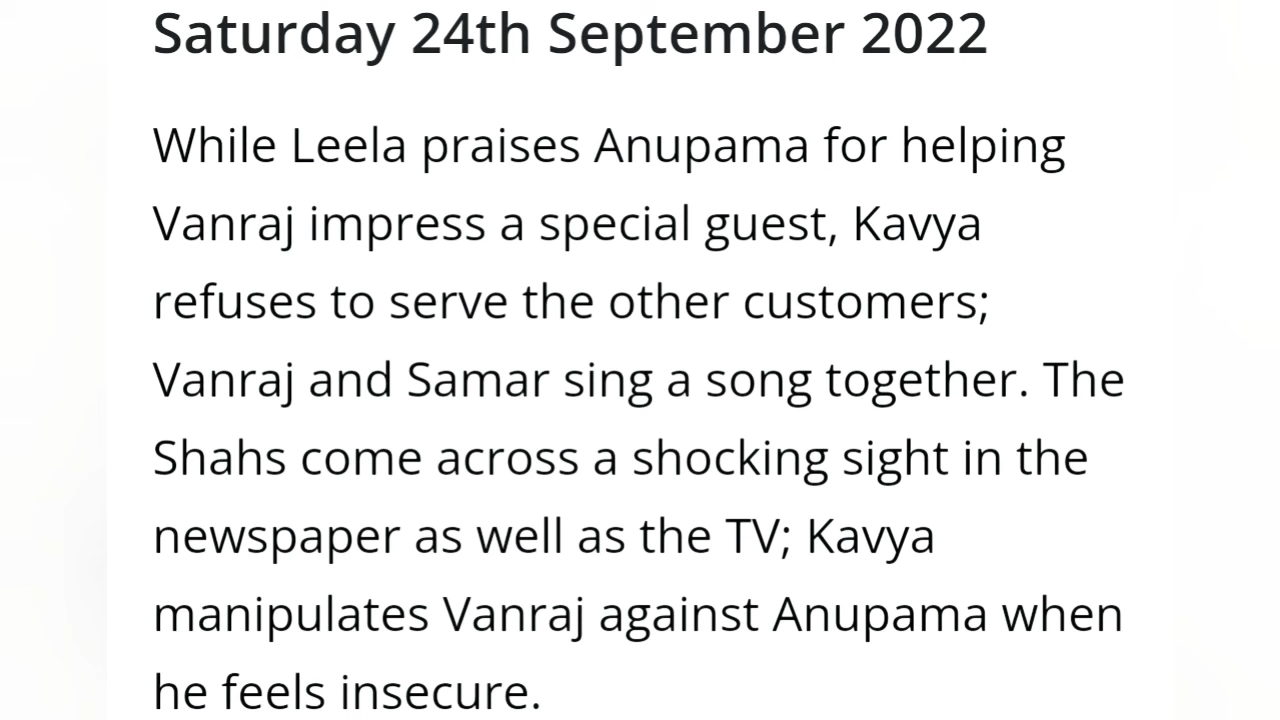 Saturday 24th September 2022
While Leela praises Anupama for helping
Vanraj impress a special guest, Kavya
refuses to serve the other customers;
Vanraj and Samar sing a song together. The
Shahs come across a shocking sight in the
newspaper as well as the TV; Kavya
manipulates Vanraj against Anupama when
he feels insecure.